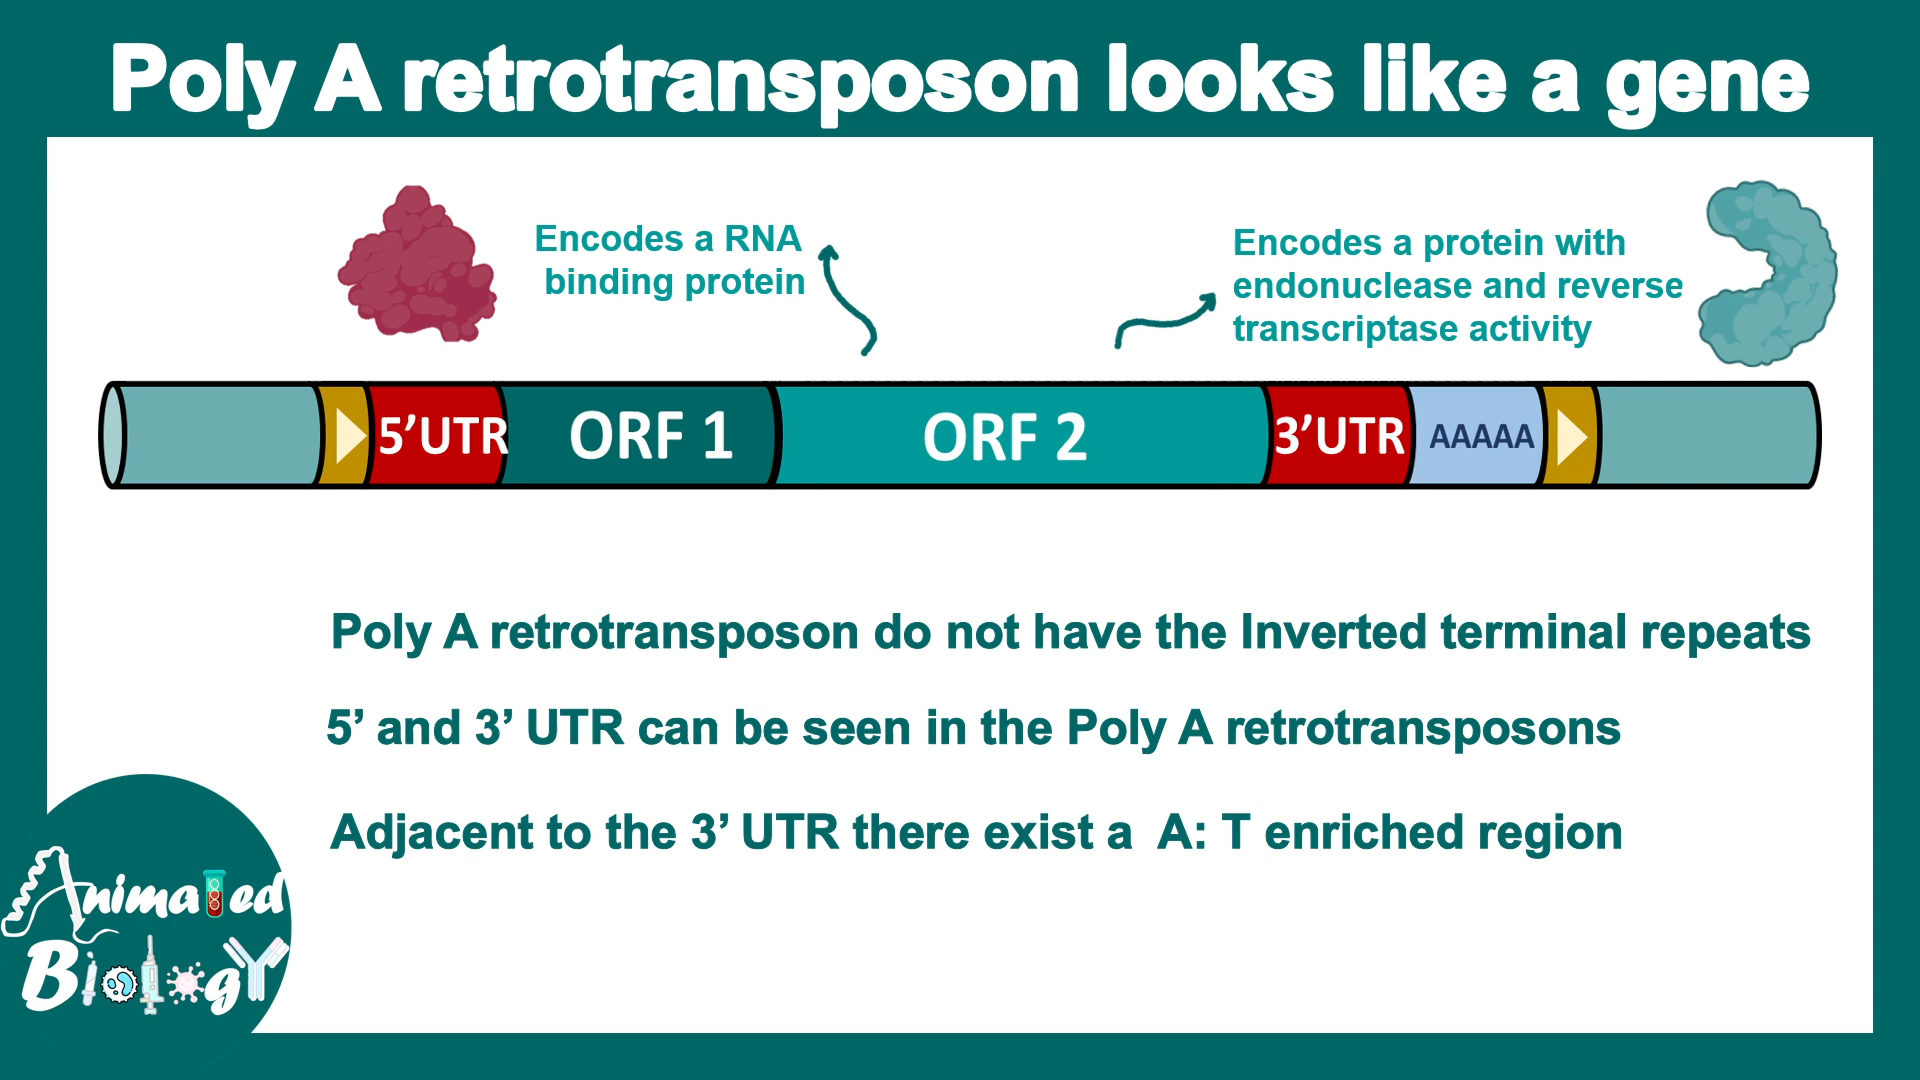 Poly A retrotransposon looks like a gene
Encodes a RNA
binding protein
Encodes a protein with
endonuclease and reverse
transcriptase activity
5’UTR ORF 1 ORF 2 3’UTR AAAAA
Poly A retrotransposon do not have the Inverted terminal repeats
5’ and 3’ UTR can be seen in the Poly A retrotransposons
Adjacent to the 3’ UTR there exist a A: T enriched region
Animated
Biology